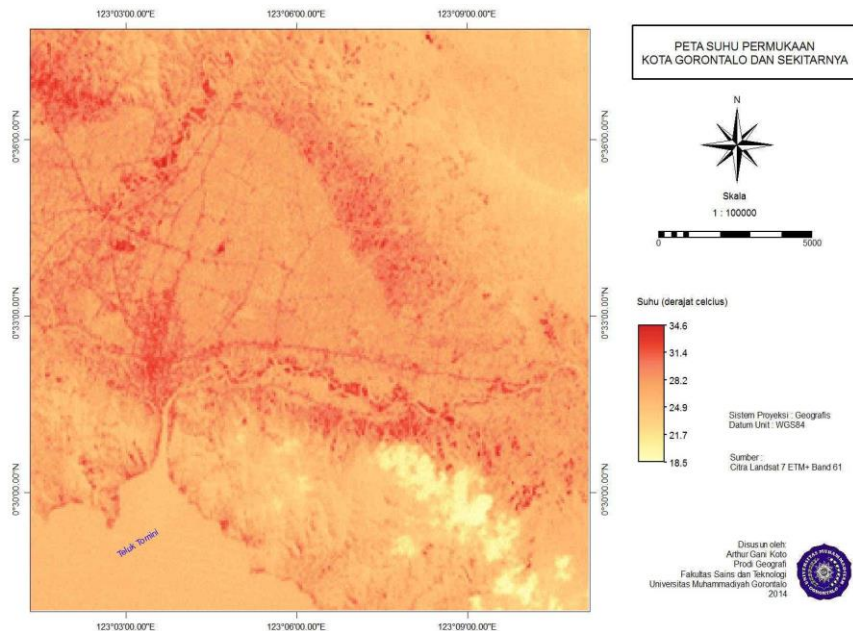 123°03'00.00"E
123°06'00.00"E
123°09'00.00"E
0°36'00.00"N
0°33'00.00"N
0°30'00.00"N
Teluk Tomini
0°36'00.00"N
0°33'00.00"N
0°30'00.00"N
123°03'00.00"E
123°06'00.00"E
123°09'00.00"E
PETA SUHU PERMUKAAN
KOTA GORONTALO DAN SEKITARNYA
N
Skala
1 : 100000
0
5000
Suhu (derajat celcius)
34.6
31.4
28.2
24.9
21.7
18.5
Sistem Proyeksi : Geografis
Datum Unit : WGS84
Sumber :
Citra Landsat 7 ETM+ Band 61
Disusun oleh:
Arthur Gani Koto
Prodi Geografi
Fakultas Sains dan Teknologi
Universitas Muhammadiyah Gorontalo
2014
UNIVERSITAS MUHAMMADIYAH
GORONTALO